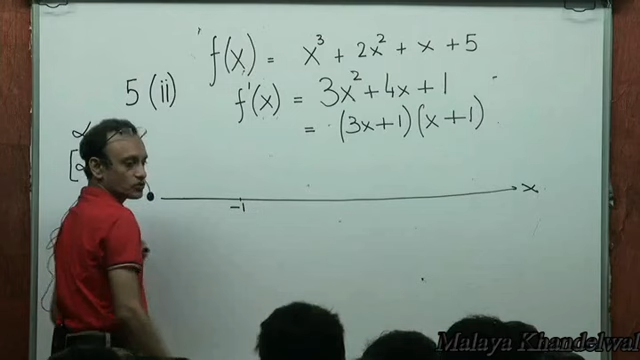 f(x) = x³ + 2x² + x + 5
5 (ii)
f'(x) = 3x² + 4x + 1
= (3x+1)(x+1)
x
-1
Malaya Khandelwal